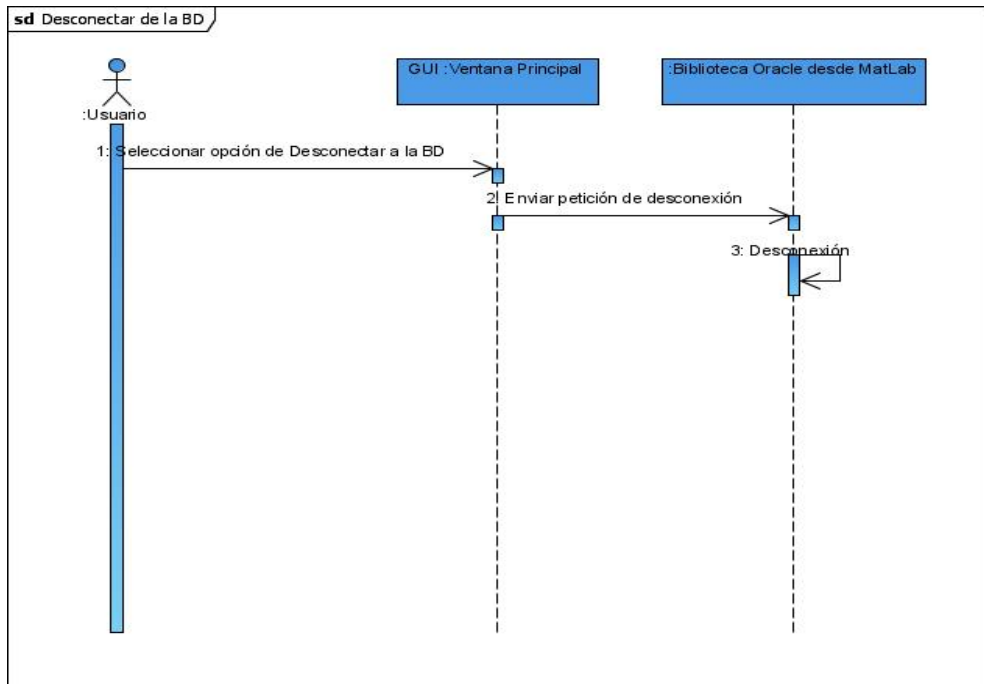 sd Desconectar de la BD
GUI :Ventana Principal
:Biblioteca Oracle desde MatLab
:Usuario
1: Seleccionar opción de Desconectar a la BD
2: Enviar petición de desconexión
3: Desconexión